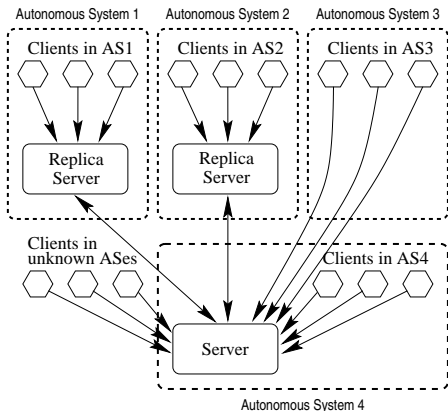 Autonomous System 1
Autonomous System 2
Autonomous System 3
Clients in AS1
Clients in AS2
Clients in AS3
Replica
Server
Replica
Server
Clients in
unknown ASes
Clients in AS4
Server
Autonomous System 4